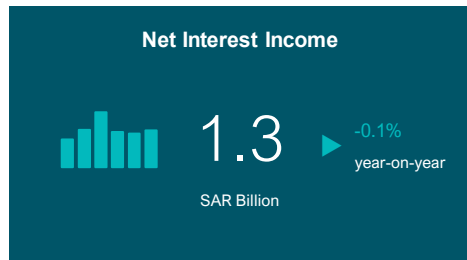 Net Interest Income
1.3
SAR Billion
-0.1%
year-on-year